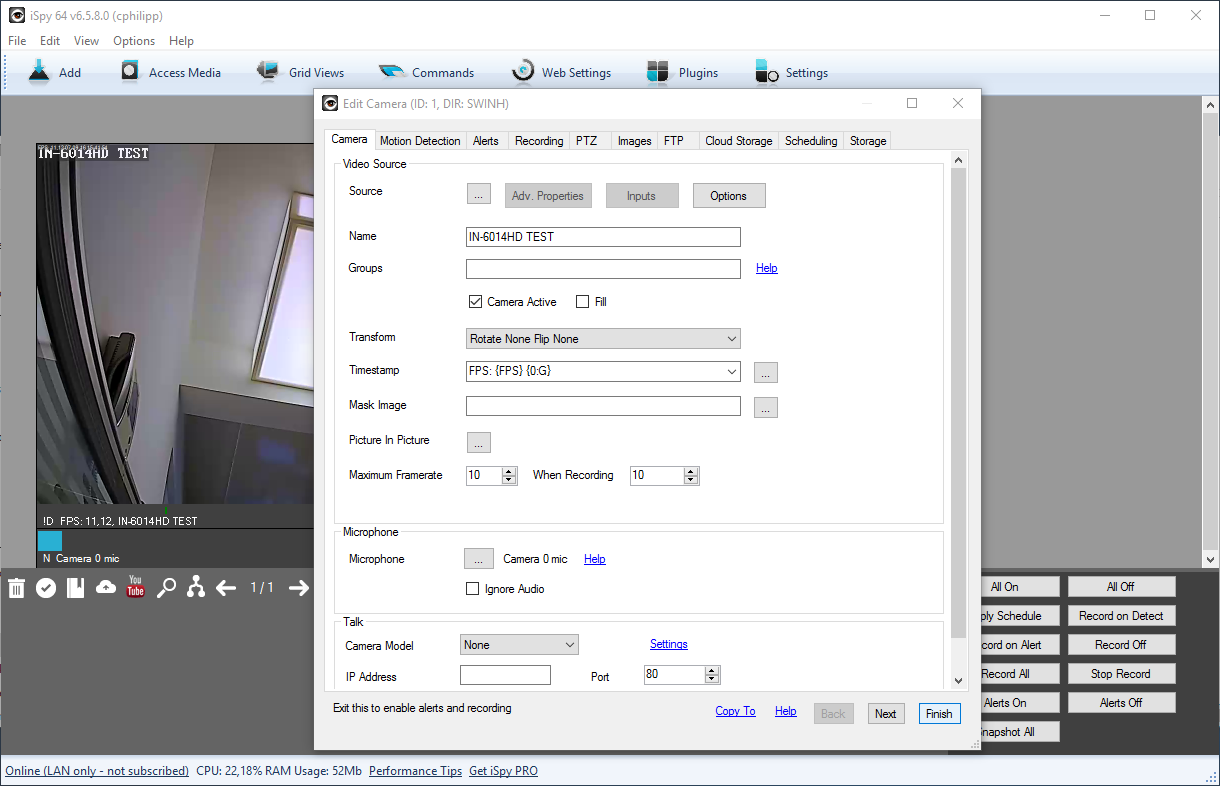 iSpy 64 v6.5.8.0 (cphilipp)
File Edit View Options Help
Add Access Media Grid Views Commands Web Settings Plugins Settings
Edit Camera (ID: 1, DIR: SWINH)
Camera Motion Detection Alerts Recording PTZ Images FTP Cloud Storage Scheduling Storage
IN-6014HD TEST
Video Source
Source ... Adv. Properties Inputs Options
Name IN-6014HD TEST
Groups Help
Camera Active Fill
Transform Rotate None Flip None
Timestamp FPS: {FPS} {0:G} ...
Mask Image ...
Picture In Picture ...
Maximum Framerate 10 When Recording 10
!D FPS: 11,12, IN-6014HD TEST
Microphone
Microphone ... Camera 0 mic Help
N Camera 0 mic
Ignore Audio
You Tube 1 / 1
Talk
Camera Model None Settings
IP Address Port 80
Exit this to enable alerts and recording Copy To Help Back Next Finish
All On All Off
ply Schedule Record on Detect
cord on Alert Record Off
Record All Stop Record
Alerts On Alerts Off
napshot All
Online (LAN only - not subscribed) CPU: 22,18% RAM Usage: 52Mb Performance Tips Get iSpy PRO